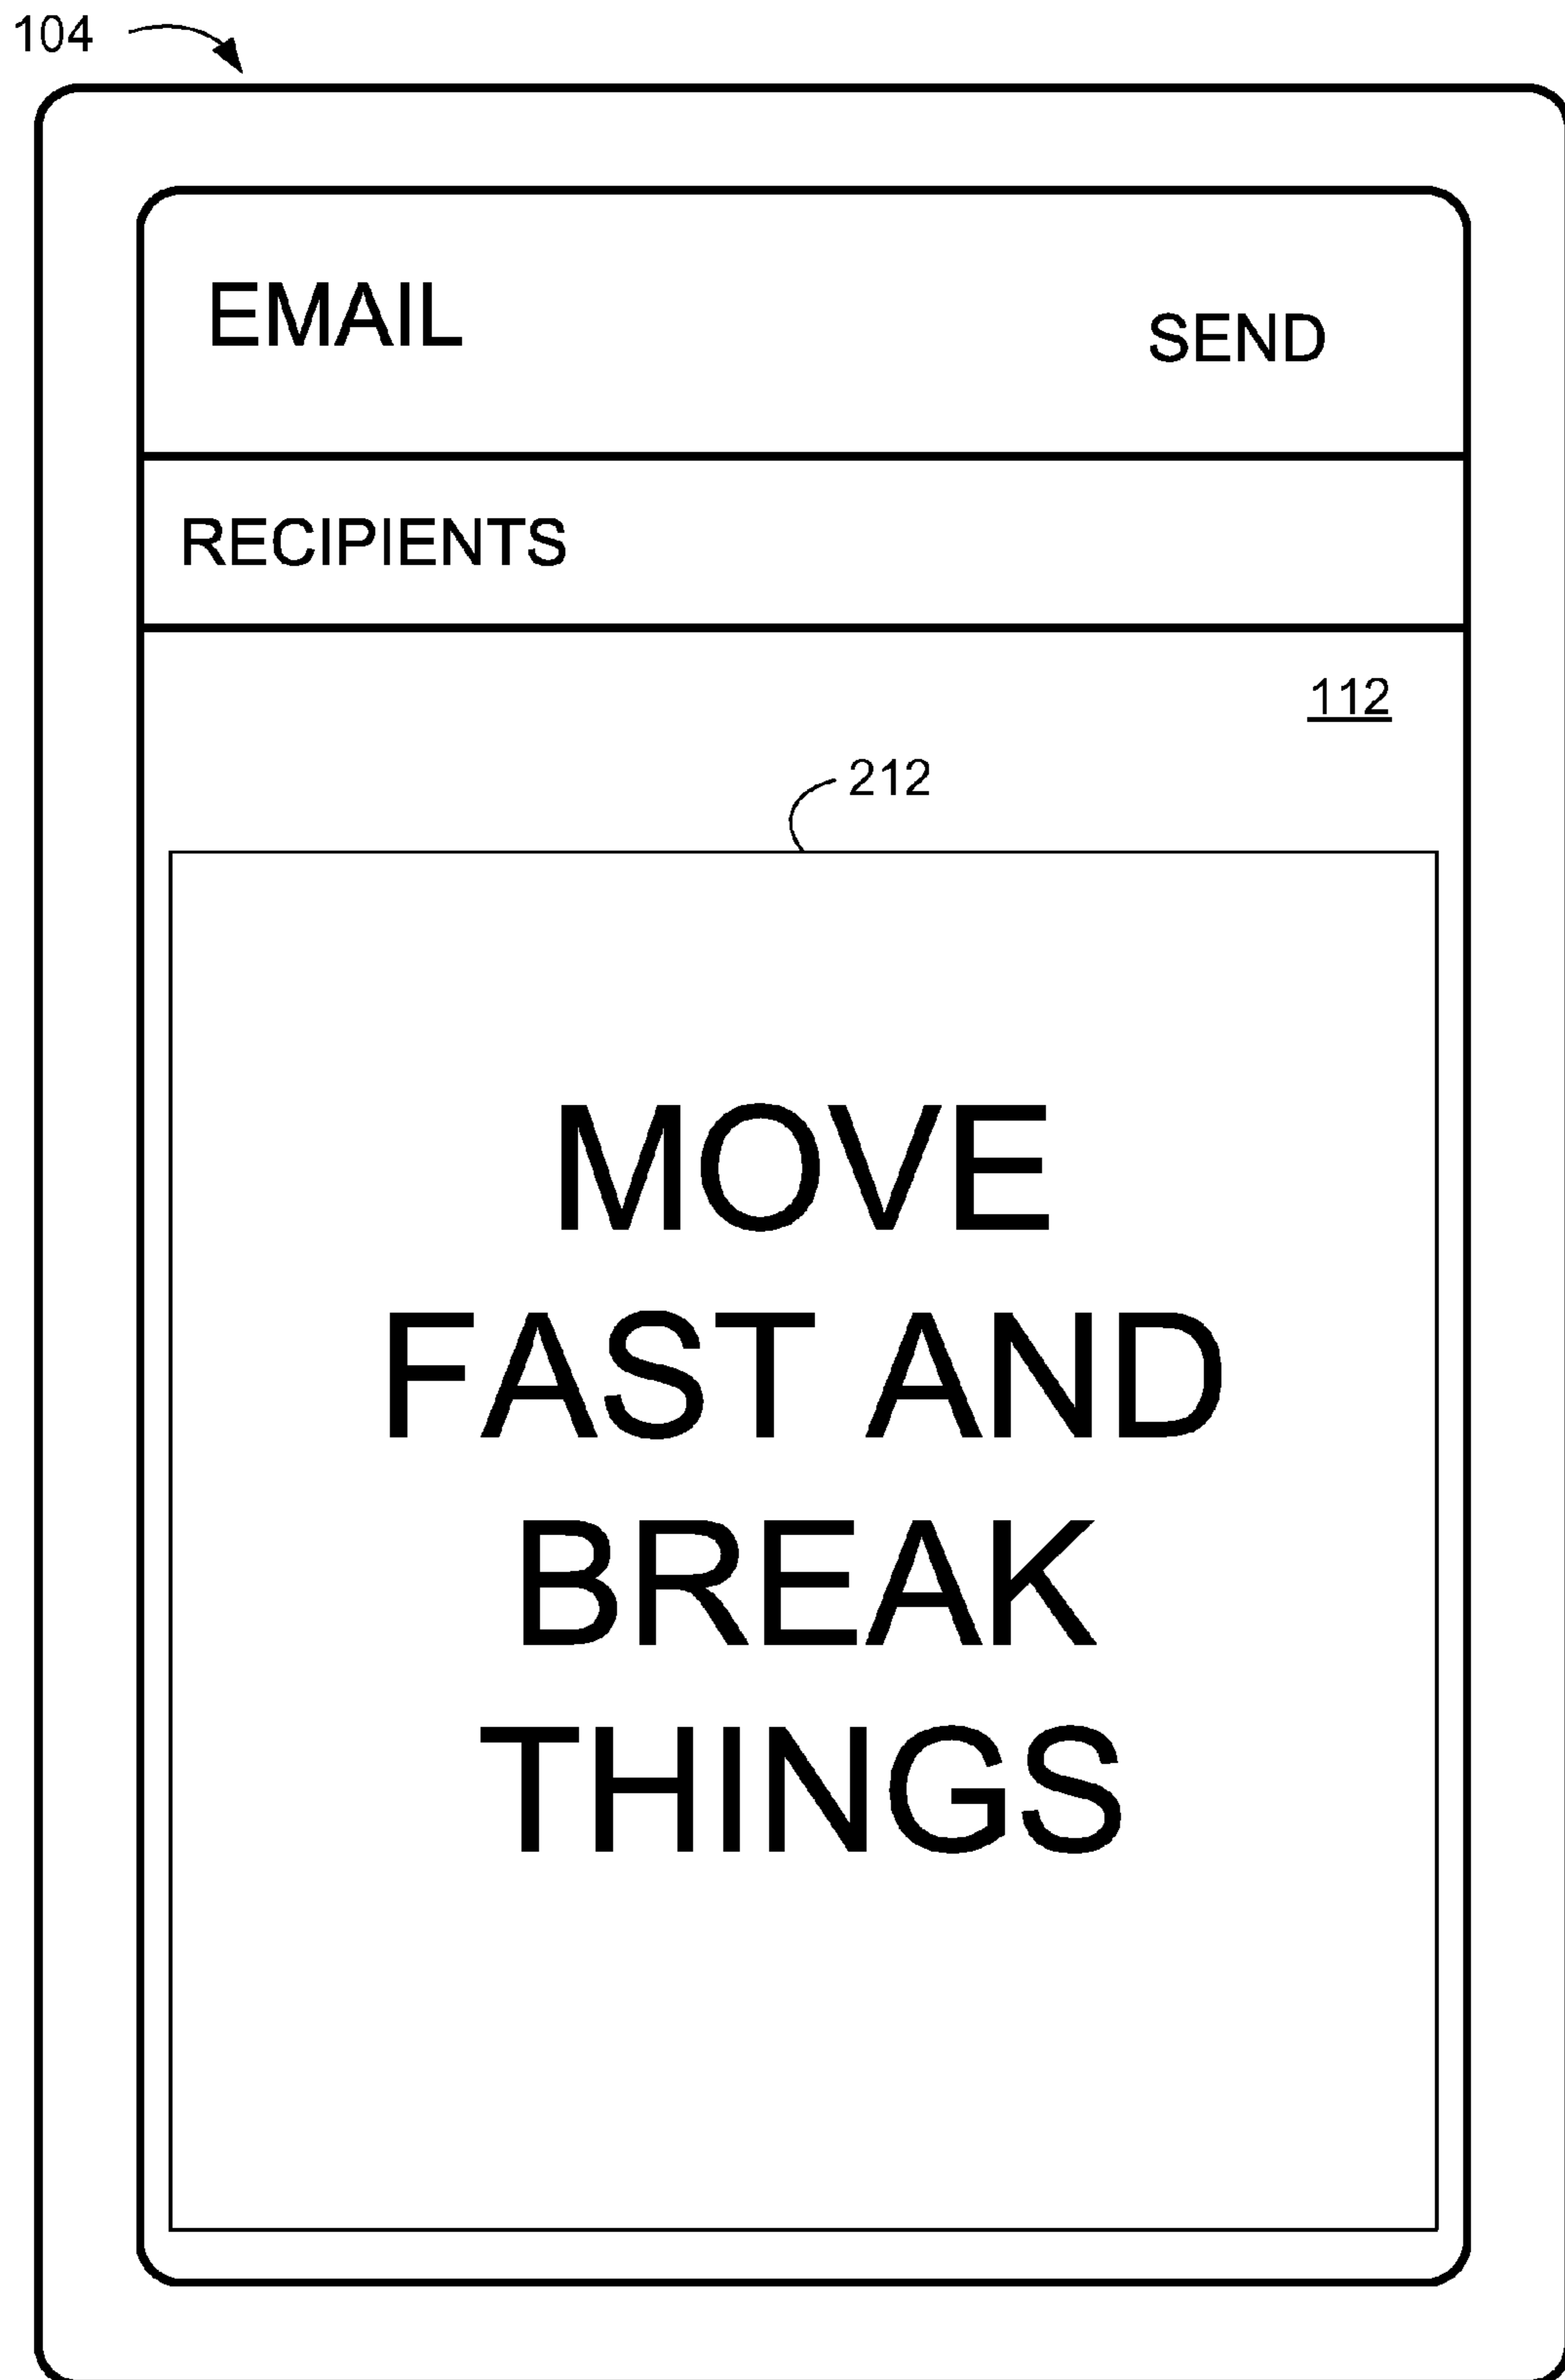 104
EMAIL
SEND
RECIPIENTS
112
212
MOVE
FAST AND
BREAK
THINGS